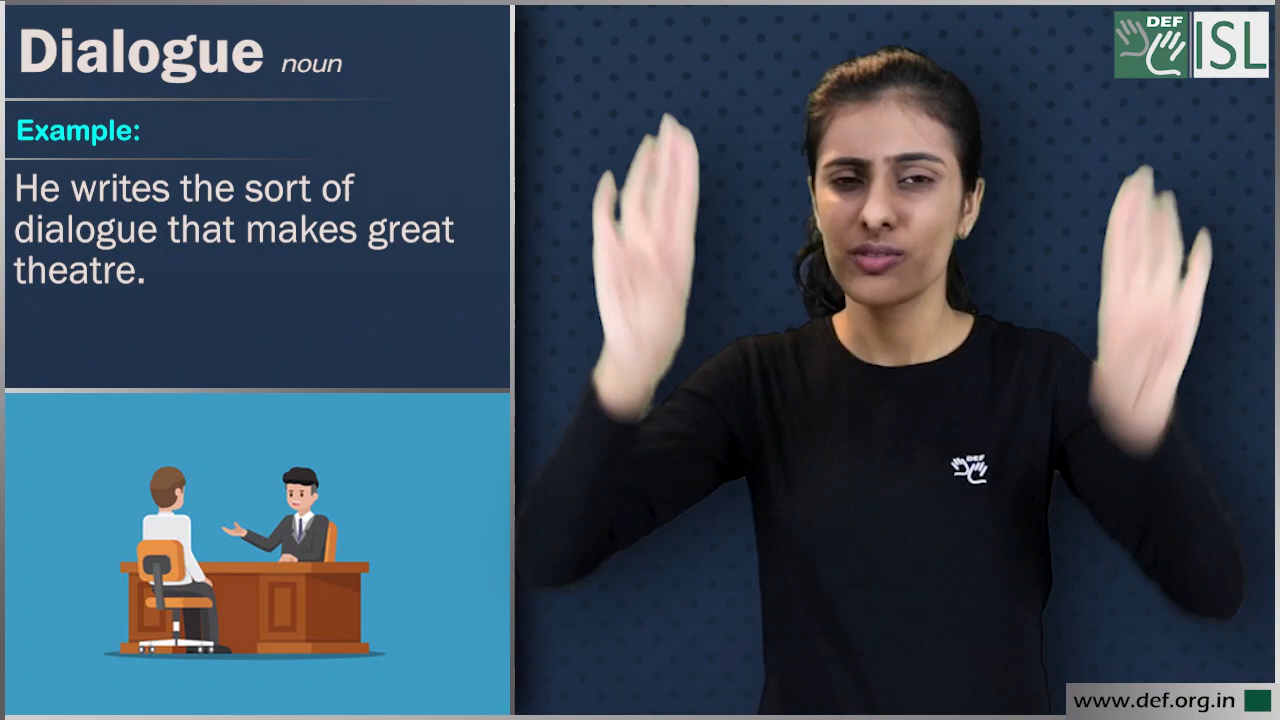 Dialogue noun
Example:
He writes the sort of
dialogue that makes great
theatre.
DEF
ISL
DEF
www.def.org.in